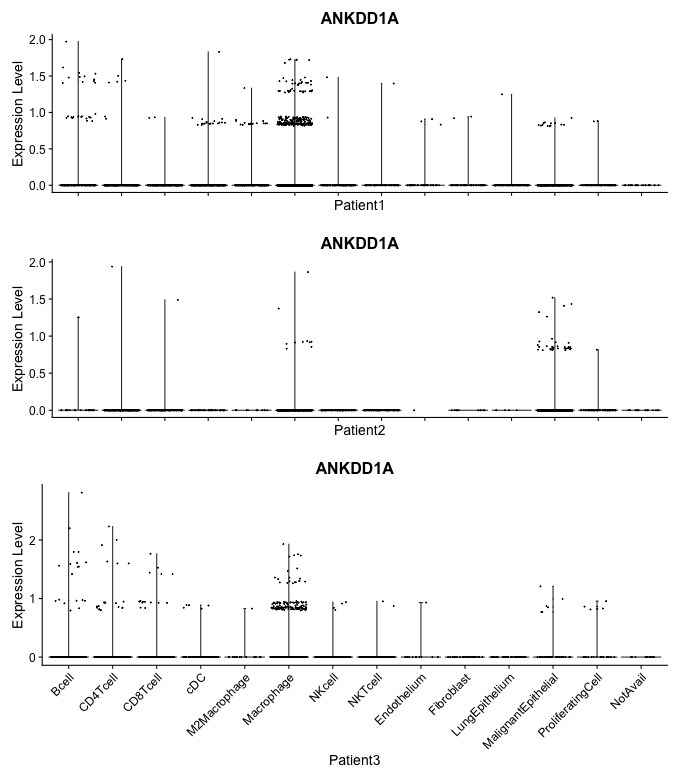 ANKDD1A
Expression Level
2.0
1.5
1.0
0.5
0.0
Patient1
ANKDD1A
Expression Level
2.0
1.5
1.0
0.5
0.0
Patient2
ANKDD1A
Expression Level
2
1
0
Bcell
CD4Tcell
CD8Tcell
cDC
M2Macrophage
Macrophage
NKcell
NKTcell
Endothelium
Fibroblast
LungEpithelium
MalignantEpithelial
ProliferatingCell
NotAvail
Patient3